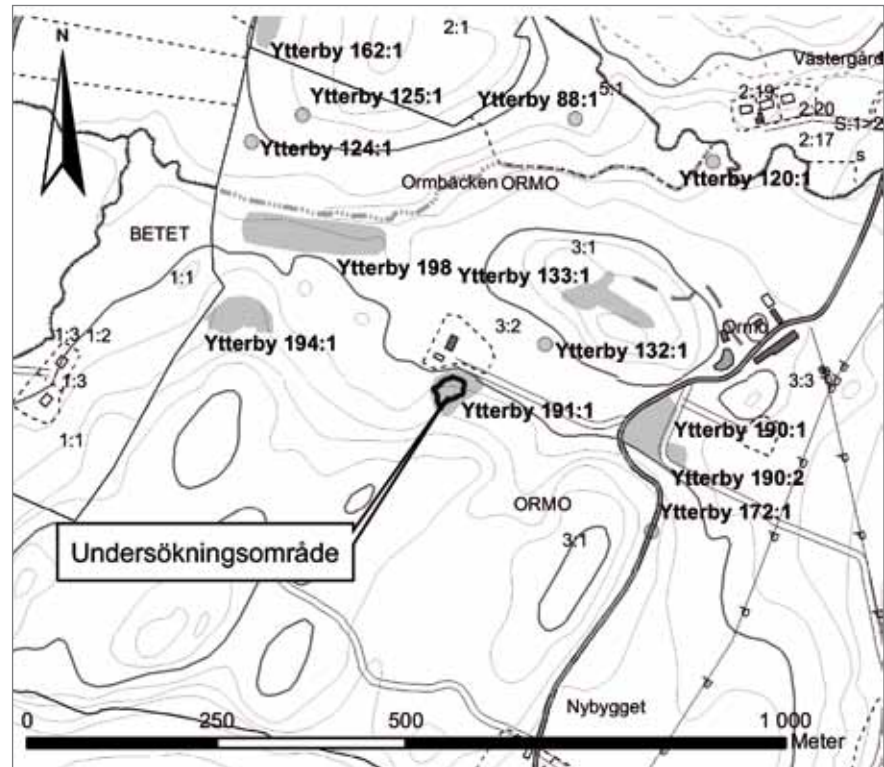 N
2:1
Ytterby 162:1
Västergård
Ytterby 125:1
Ytterby 88:1
5:1
2:19
2:20
S:1>2
2:17
s
Ytterby 124:1
Ytterby 120:1
Ormbäcken ORMO
BETET
3:1
Ytterby 198
Ytterby 133:1
1:1
3:2
Ormo
Ytterby 194:1
Ytterby 132:1
1:3 1:2
1:3
3:3
Ytterby 191:1
Ytterby 190:1
1:1
Ytterby 190:2
ORMO
Ytterby 172:1
Undersökningsområde
3:1
Nybygget
0 250 500 1 000
Meter